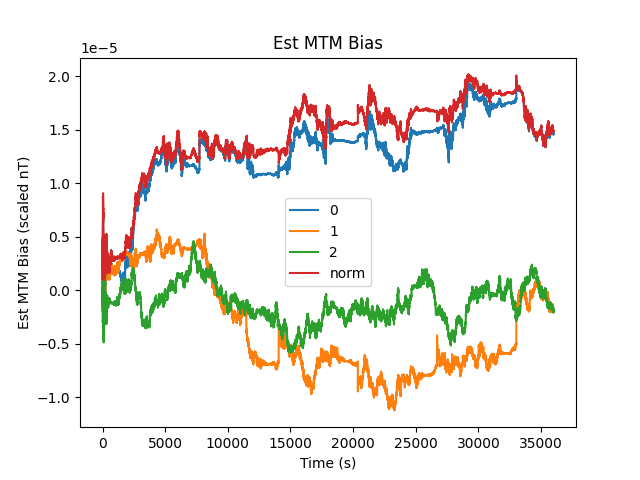 Est MTM Bias
1e−5
2.0
1.5
1.0
0.5
0.0
−0.5
−1.0
Est MTM Bias (scaled nT)
0
1
2
norm
0 5000 10000 15000 20000 25000 30000 35000
Time (s)